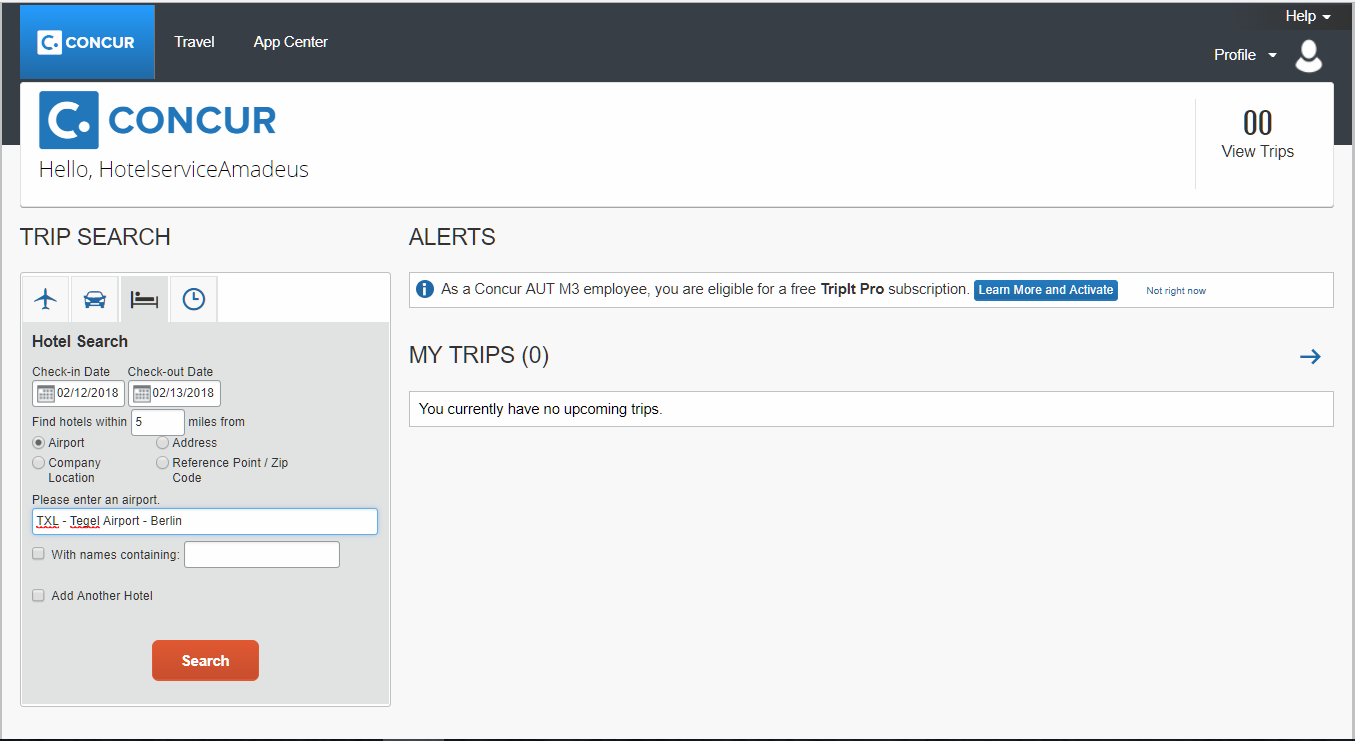 Help
CONCUR
Travel
App Center
Profile
CONCUR
Hello, HotelserviceAmadeus
00
View Trips
TRIP SEARCH
Hotel Search
Check-in Date
Check-out Date
02/12/2018
02/13/2018
Find hotels within 5 miles from
Airport
Address
Company
Location
Reference Point / Zip
Code
Please enter an airport.
TXL - Tegel Airport - Berlin
With names containing:
Add Another Hotel
Search
ALERTS
As a Concur AUT M3 employee, you are eligible for a free TripIt Pro subscription. Learn More and Activate Not right now
MY TRIPS (0)
You currently have no upcoming trips.